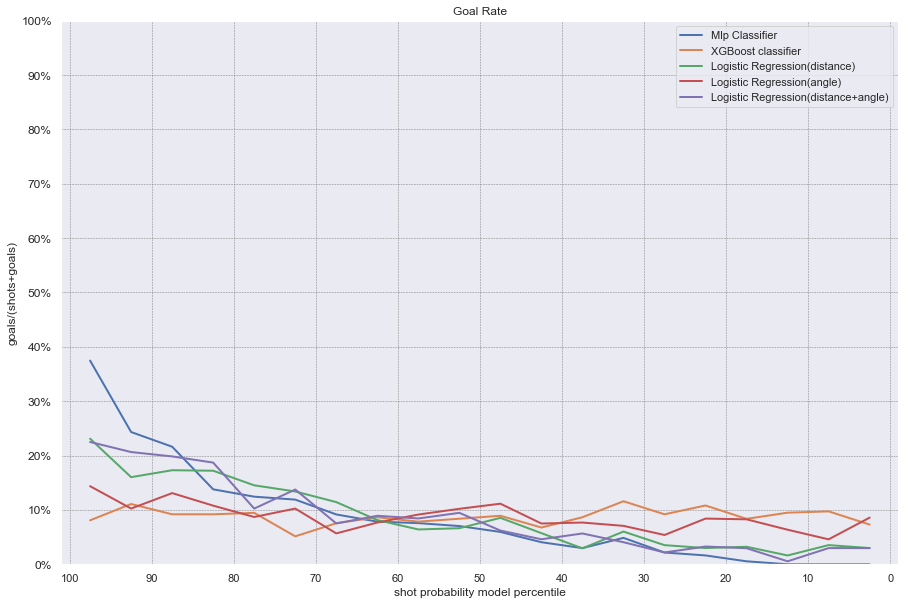 Goal Rate
100%
90%
80%
70%
60%
50%
40%
30%
20%
10%
0%
goals/(shots+goals)
Mlp Classifier
XGBoost classifier
Logistic Regression(distance)
Logistic Regression(angle)
Logistic Regression(distance+angle)
100 90 80 70 60 50 40 30 20 10 0
shot probability model percentile